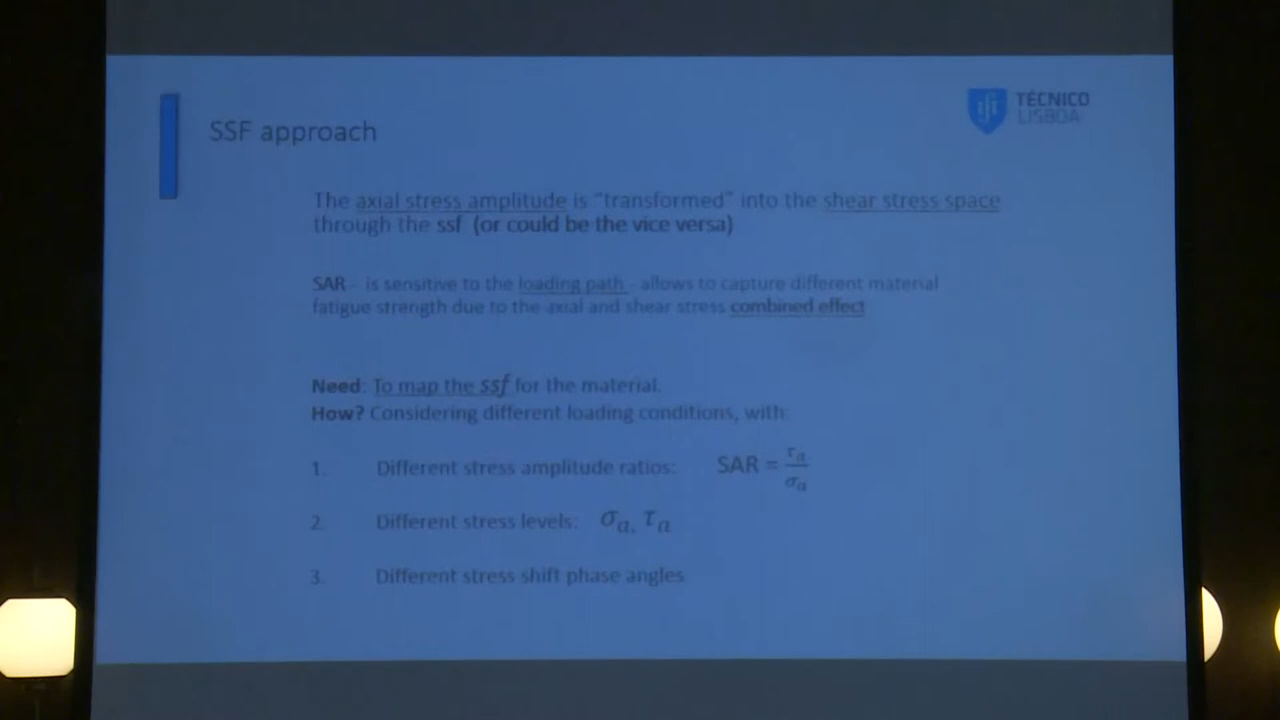 SSF approach
TÉCNICO
LISBOA
The axial stress amplitude is "transformed" into the shear stress space
through the ssf (or could be the vice versa)
SAR - is sensitive to the loading path - allows to capture different material
fatigue strength due to the axial and shear stress combined effect
Need: To map the ssf for the material.
How? Considering different loading conditions, with:
1. Different stress amplitude ratios: SAR = τa/σa
2. Different stress levels: σa, τa
3. Different stress shift phase angles